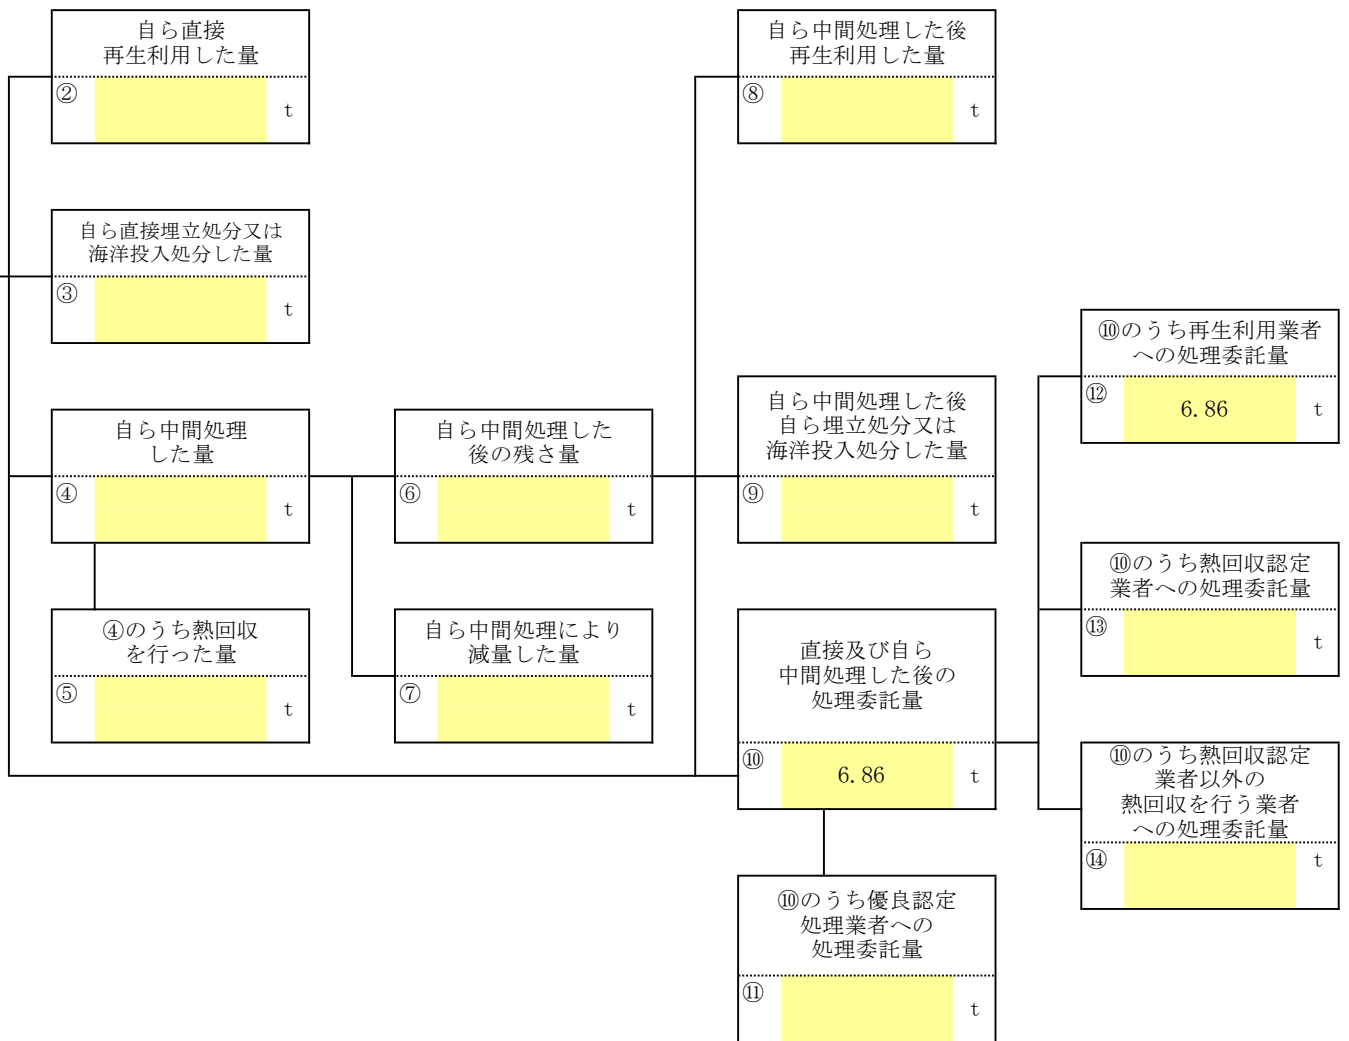 自ら直接
再生利用した量
②
t
自ら中間処理した後
再生利用した量
⑧
t
自ら直接埋立処分又は
海洋投入処分した量
③
t
⑩のうち再生利用業者
への処理委託量
⑫
6.86
t
自ら中間処理
した量
④
t
自ら中間処理した
後の残さ量
⑥
t
自ら中間処理した後
自ら埋立処分又は
海洋投入処分した量
⑨
t
⑩のうち熱回収認定
業者への処理委託量
⑬
t
④のうち熱回収
を行った量
⑤
t
自ら中間処理により
減量した量
⑦
t
直接及び自ら
中間処理した後の
処理委託量
⑩
6.86
t
⑩のうち熱回収認定
業者以外の
熱回収を行う業者
への処理委託量
⑭
t
⑩のうち優良認定
処理業者への
処理委託量
⑪
t